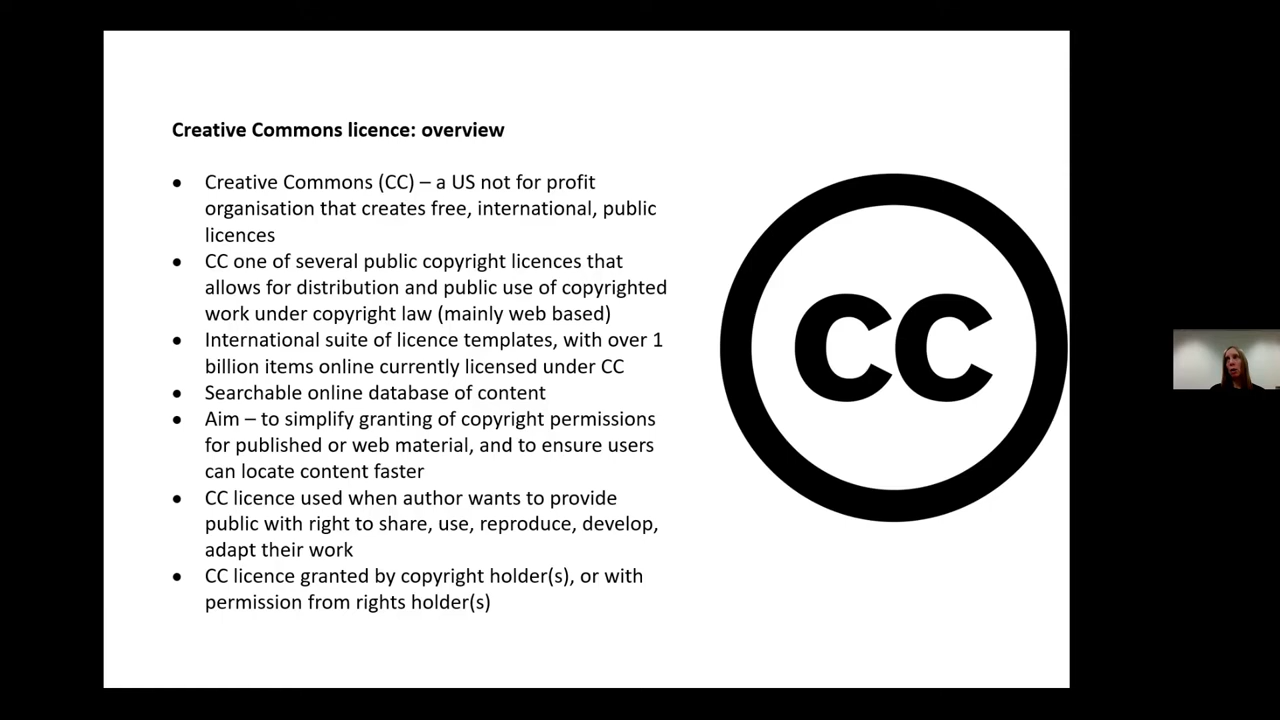 Creative Commons licence: overview
• Creative Commons (CC) – a US not for profit
organisation that creates free, international, public
licences
• CC one of several public copyright licences that
allows for distribution and public use of copyrighted
work under copyright law (mainly web based)
• International suite of licence templates, with over 1
billion items online currently licensed under CC
• Searchable online database of content
• Aim – to simplify granting of copyright permissions
for published or web material, and to ensure users
can locate content faster
• CC licence used when author wants to provide
public with right to share, use, reproduce, develop,
adapt their work
• CC licence granted by copyright holder(s), or with
permission from rights holder(s)
cc